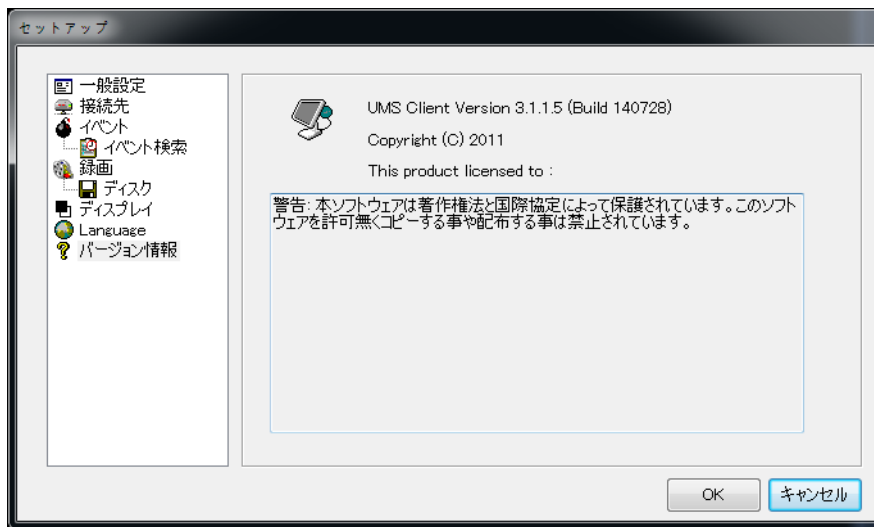 セットアップ
一般設定
接続先
イベント
イベント検索
録画
ディスク
ディスプレイ
Language
バージョン情報
UMS Client Version 3.1.1.5 (Build 140728)
Copyright (C) 2011
This product licensed to :
警告: 本ソフトウェアは著作権法と国際協定によって保護されています。このソフト
ウェアを許可無くコピーする事や配布する事は禁止されています。
OK
キャンセル